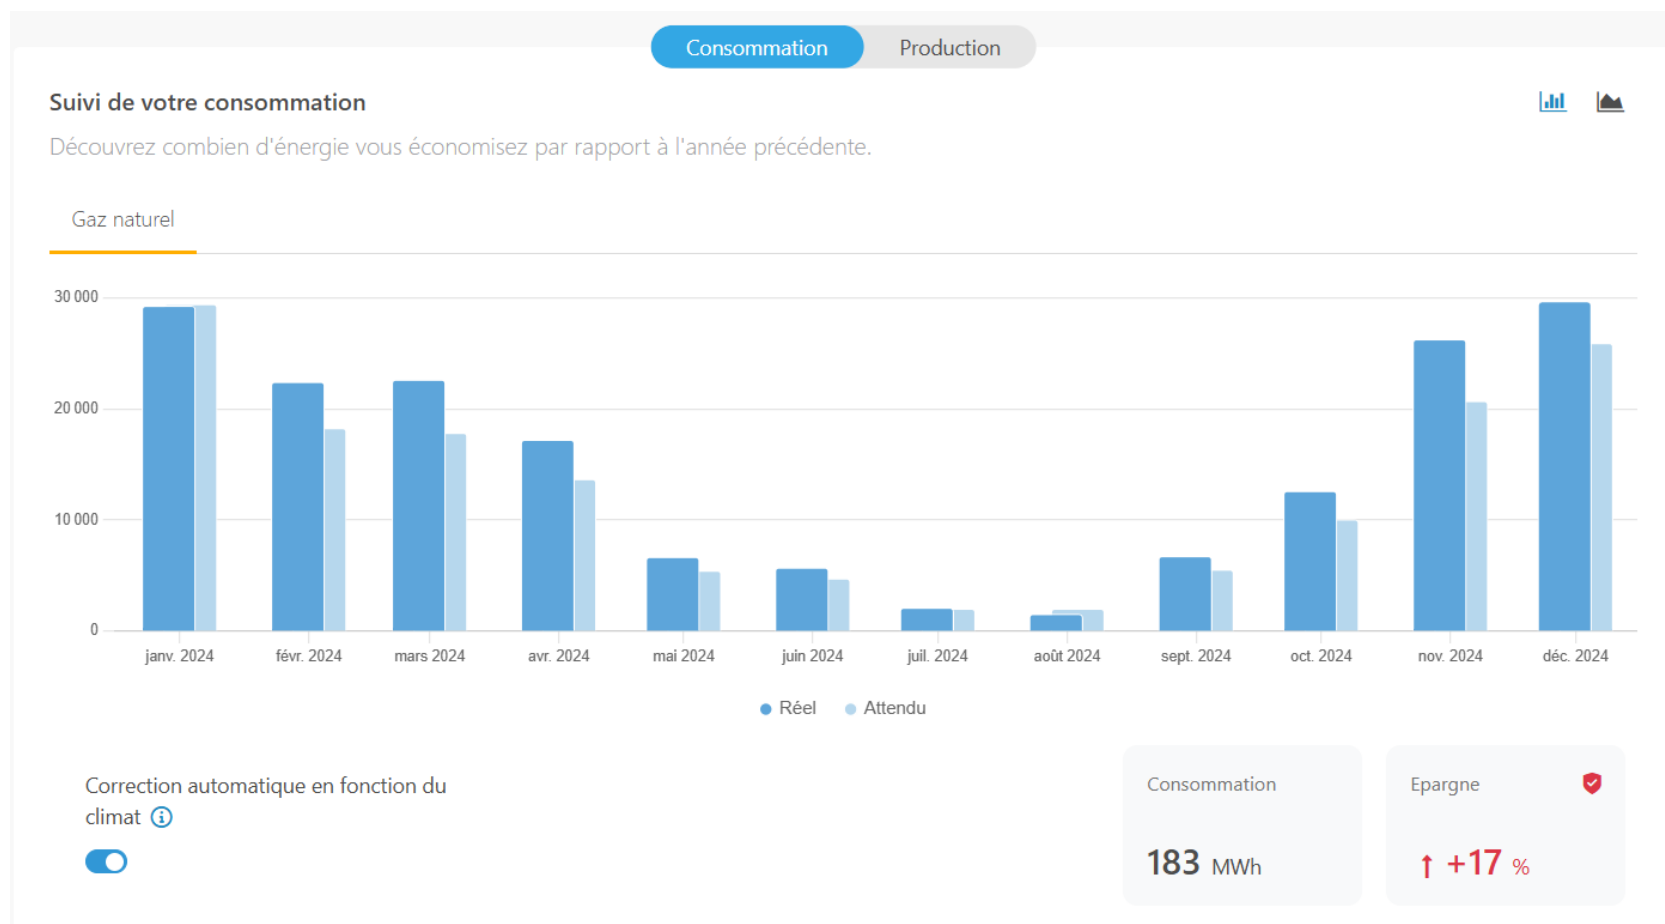 Consommation Production
Suivi de votre consommation
Découvrez combien d'énergie vous économisez par rapport à l'année précédente.
Gaz naturel
30 000
20 000
10 000
0
janv. 2024 févr. 2024 mars 2024 avr. 2024 mai 2024 juin 2024 juil. 2024 août 2024 sept. 2024 oct. 2024 nov. 2024 déc. 2024
Réel Attendu
Correction automatique en fonction du
climat
Consommation
183 MWh
Epargne
+17 %